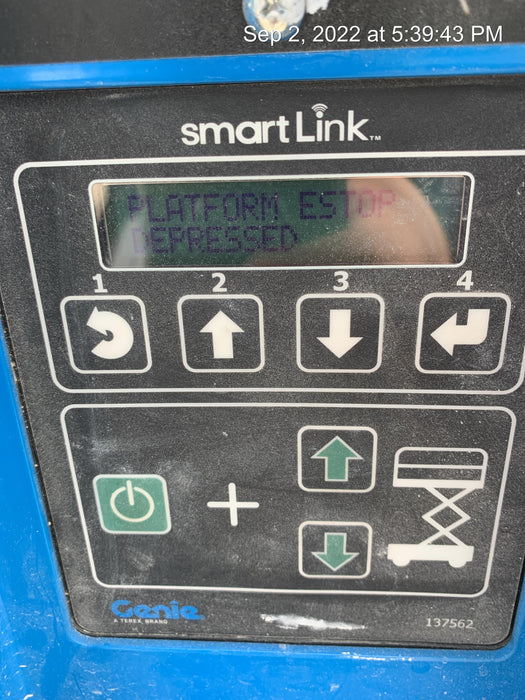 Sep 2, 2022 at 5:39:43 PM
smartLink™
PLATFORM ESTOP
DEPRESSED
1 2 3 4
Genie
A TEREX BRAND
137562